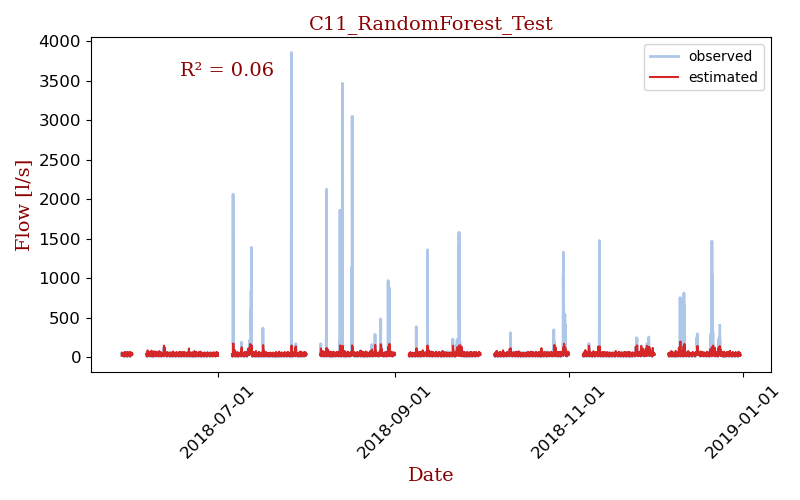 C11_RandomForest_Test
R² = 0.06
observed
estimated
Flow [l/s]
4000
3500
3000
2500
2000
1500
1000
500
0
2018-07-01
2018-09-01
2018-11-01
2019-01-01
Date